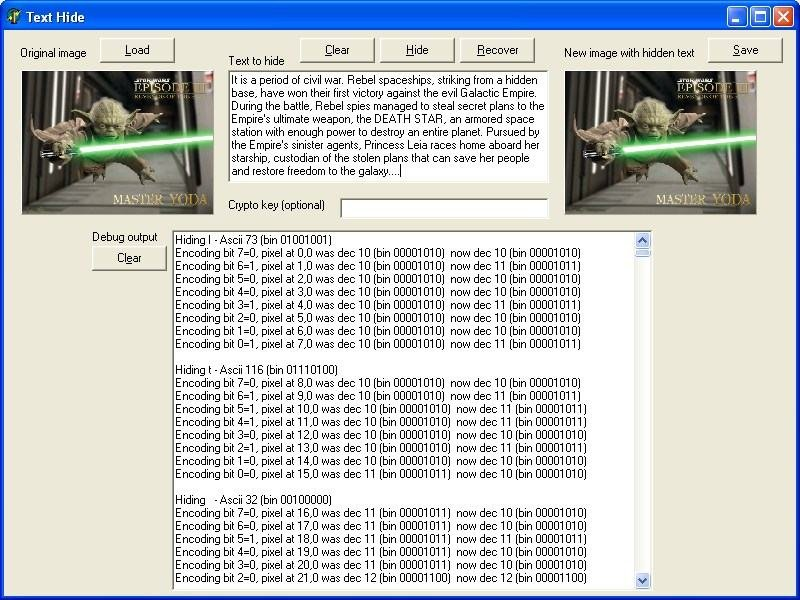 Text Hide
Original image
Load
Text to hide
Clear
Hide
Recover
New image with hidden text
Save
STAR WARS
EPISODE III
REVENGE OF THE SITH
MASTER YODA
It is a period of civil war. Rebel spaceships, striking from a hidden
base, have won their first victory against the evil Galactic Empire.
During the battle, Rebel spies managed to steal secret plans to the
Empire's ultimate weapon, the DEATH STAR, an armored space
station with enough power to destroy an entire planet. Pursued by
the Empire's sinister agents, Princess Leia races home aboard her
starship, custodian of the stolen plans that can save her people
and restore freedom to the galaxy....
STAR WARS
EPISODE III
MASTER YODA
Crypto key (optional)
Debug output
Clear
Hiding I - Ascii 73 (bin 01001001)
Encoding bit 7=0, pixel at 0,0 was dec 10 (bin 00001010) now dec 10 (bin 00001010)
Encoding bit 6=1, pixel at 1,0 was dec 10 (bin 00001010) now dec 11 (bin 00001011)
Encoding bit 5=0, pixel at 2,0 was dec 10 (bin 00001010) now dec 10 (bin 00001010)
Encoding bit 4=0, pixel at 3,0 was dec 10 (bin 00001010) now dec 10 (bin 00001010)
Encoding bit 3=1, pixel at 4,0 was dec 10 (bin 00001010) now dec 11 (bin 00001011)
Encoding bit 2=0, pixel at 5,0 was dec 10 (bin 00001010) now dec 10 (bin 00001010)
Encoding bit 1=0, pixel at 6,0 was dec 10 (bin 00001010) now dec 10 (bin 00001010)
Encoding bit 0=1, pixel at 7,0 was dec 10 (bin 00001010) now dec 11 (bin 00001011)
Hiding t - Ascii 116 (bin 01110100)
Encoding bit 7=0, pixel at 8,0 was dec 10 (bin 00001010) now dec 10 (bin 00001010)
Encoding bit 6=1, pixel at 9,0 was dec 10 (bin 00001010) now dec 11 (bin 00001011)
Encoding bit 5=1, pixel at 10,0 was dec 10 (bin 00001010) now dec 11 (bin 00001011)
Encoding bit 4=1, pixel at 11,0 was dec 10 (bin 00001010) now dec 11 (bin 00001011)
Encoding bit 3=0, pixel at 12,0 was dec 10 (bin 00001010) now dec 10 (bin 00001010)
Encoding bit 2=1, pixel at 13,0 was dec 10 (bin 00001010) now dec 11 (bin 00001011)
Encoding bit 1=0, pixel at 14,0 was dec 10 (bin 00001010) now dec 10 (bin 00001010)
Encoding bit 0=0, pixel at 15,0 was dec 11 (bin 00001011) now dec 10 (bin 00001010)
Hiding   - Ascii 32 (bin 00100000)
Encoding bit 7=0, pixel at 16,0 was dec 11 (bin 00001011) now dec 10 (bin 00001010)
Encoding bit 6=0, pixel at 17,0 was dec 11 (bin 00001011) now dec 10 (bin 00001010)
Encoding bit 5=1, pixel at 18,0 was dec 11 (bin 00001011) now dec 11 (bin 00001011)
Encoding bit 4=0, pixel at 19,0 was dec 11 (bin 00001011) now dec 10 (bin 00001010)
Encoding bit 3=0, pixel at 20,0 was dec 11 (bin 00001011) now dec 10 (bin 00001010)
Encoding bit 2=0, pixel at 21,0 was dec 12 (bin 00001100) now dec 12 (bin 00001100)